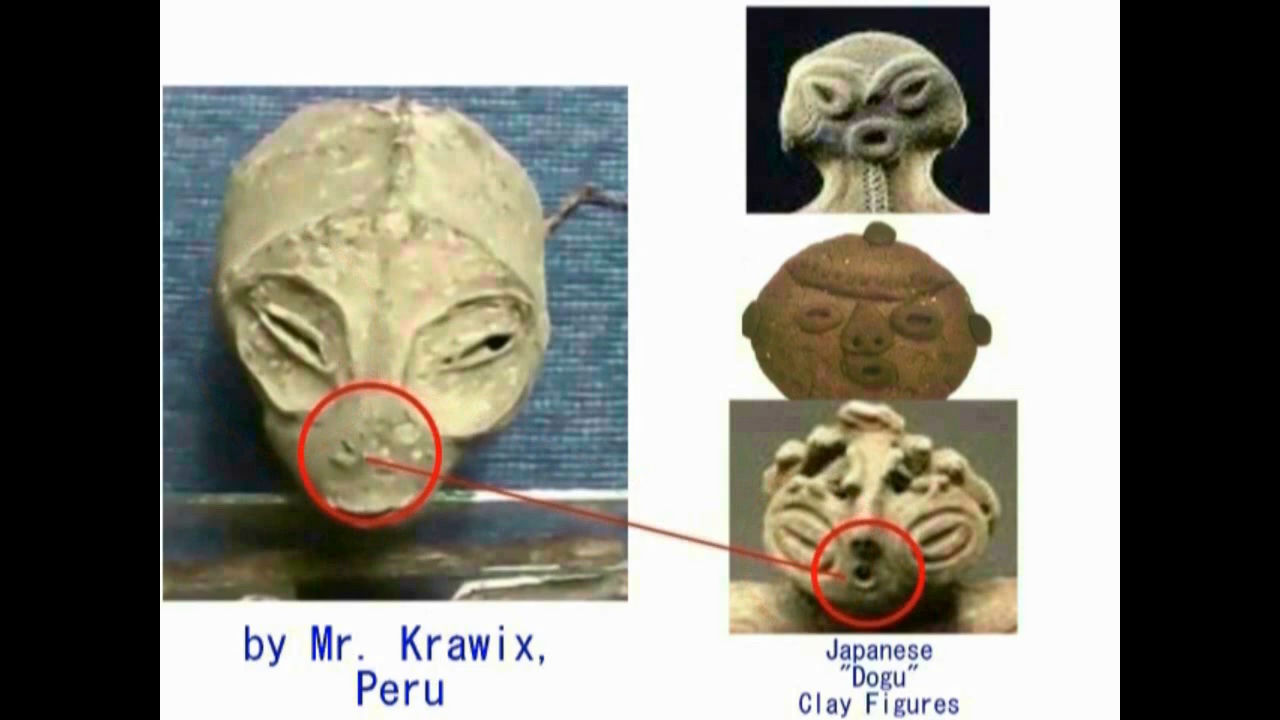 by Mr. Krawix,
Peru
Japanese
"Dogu"
Clay Figures